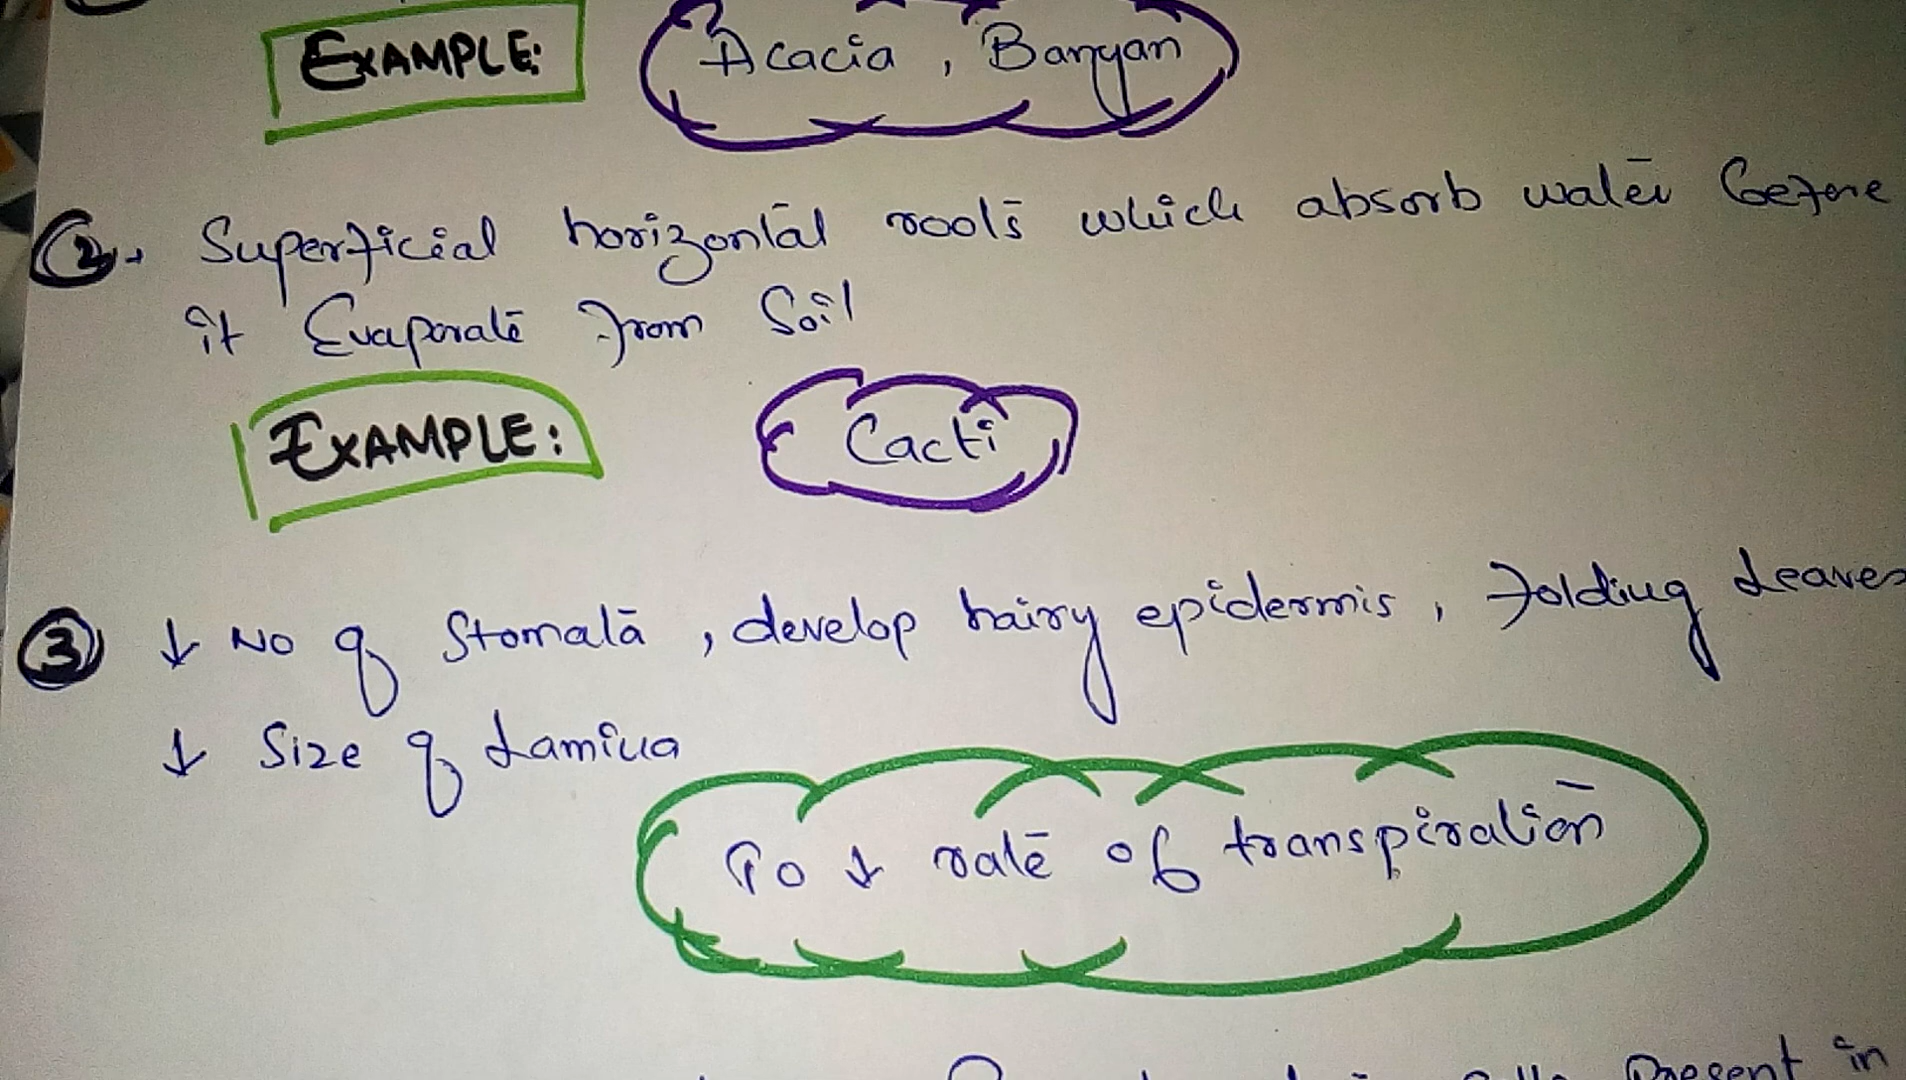 EXAMPLE: Acacia, Banyan
2. Superficial horizontal roots which absorb water before
it Evaporate from Soil
EXAMPLE: Cacti
3 ↓ No of Stomata, develop hairy epidermis, folding Leaves
↓ Size of Lamina
To ↓ rate of transpiration
Present in